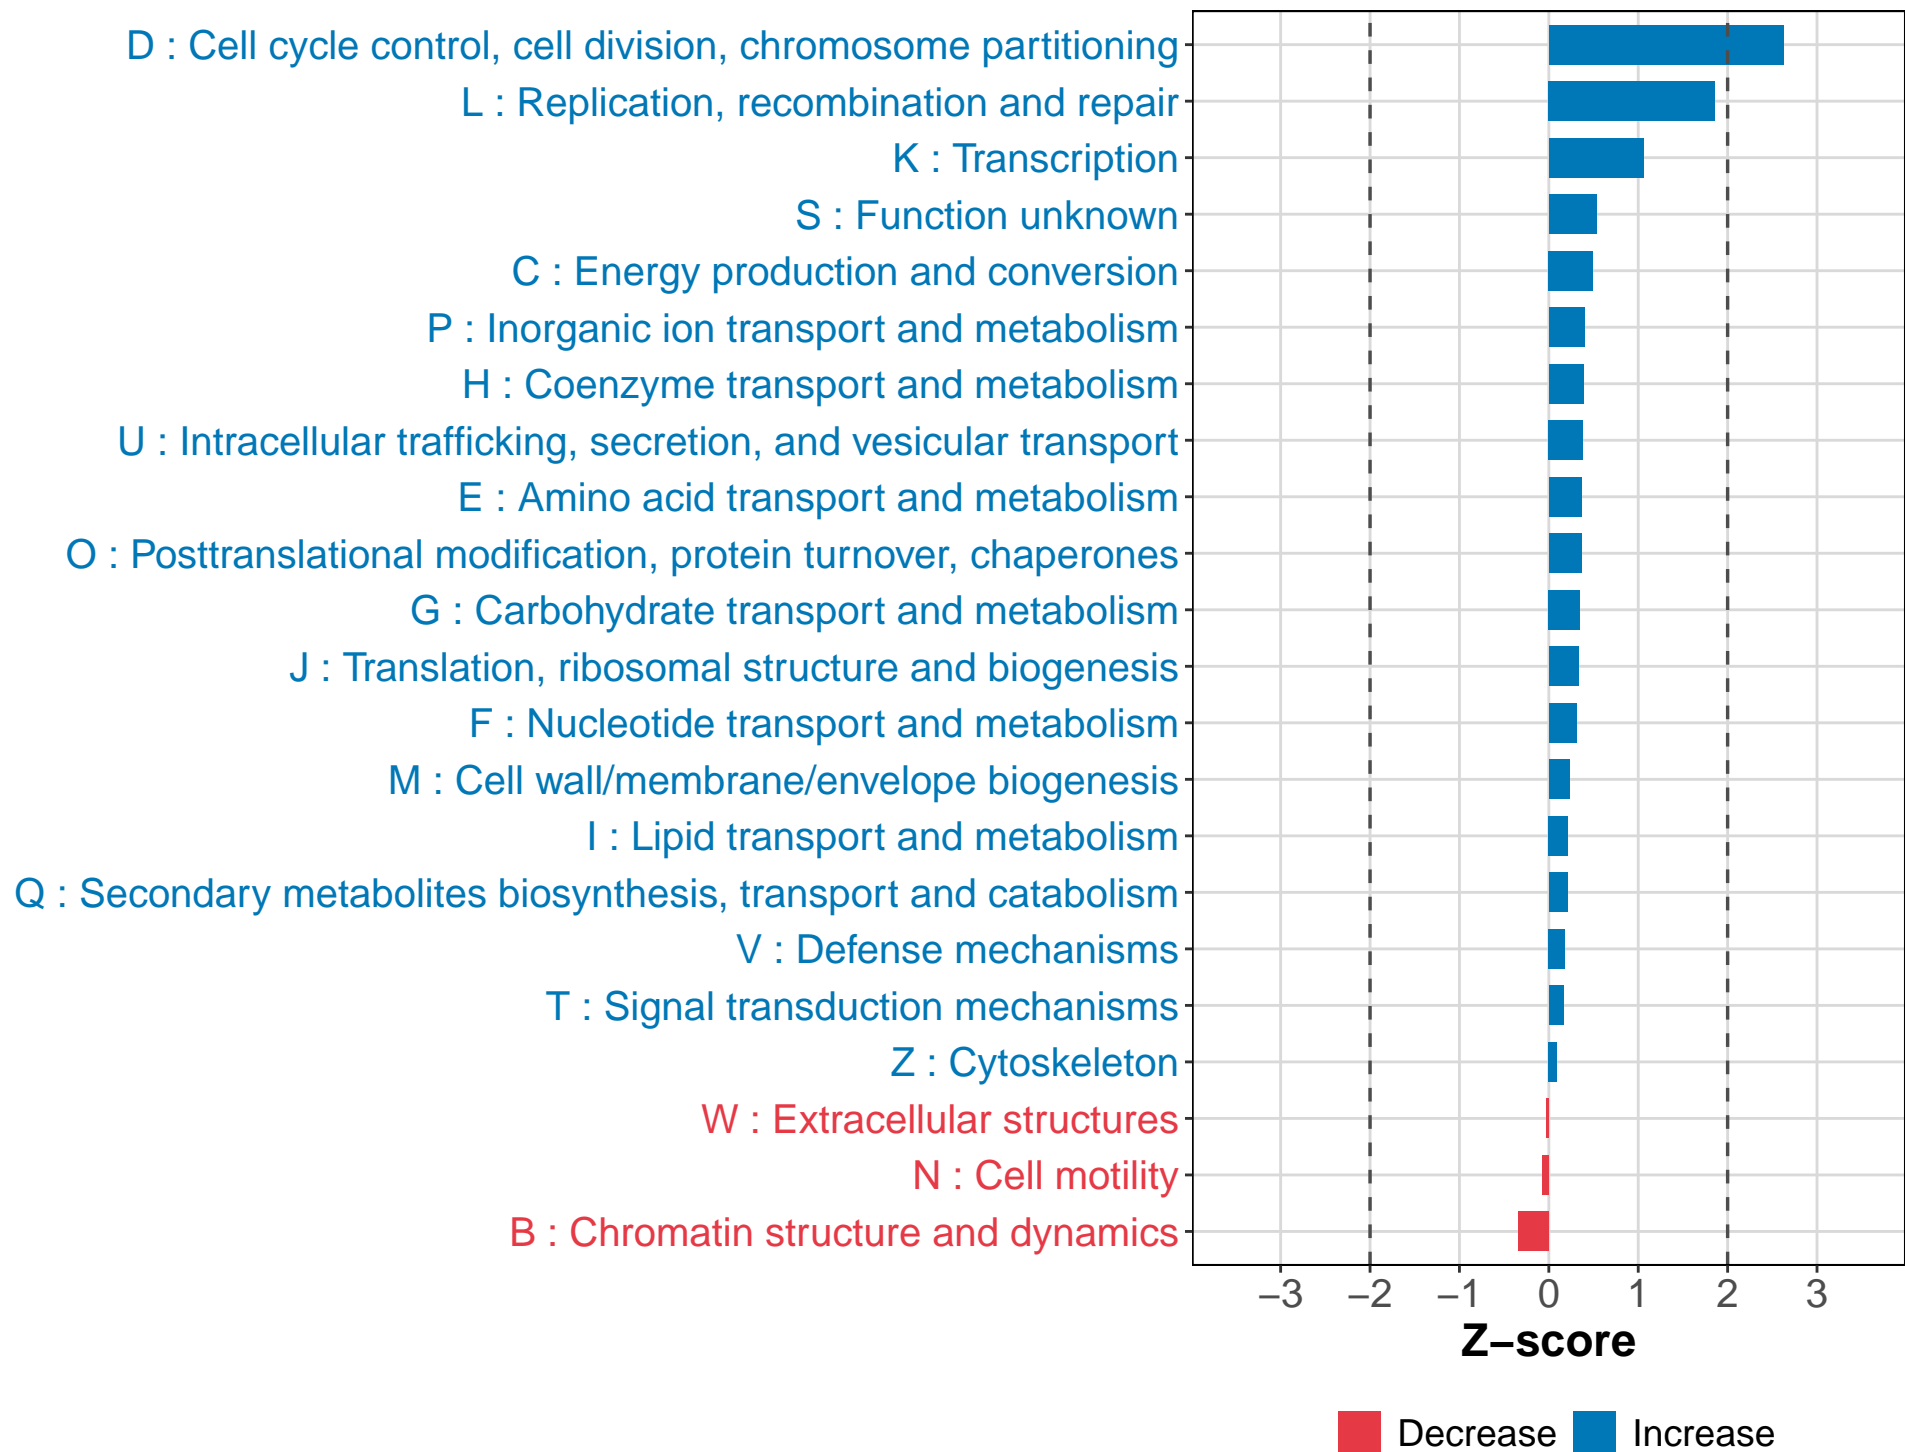 D : Cell cycle control, cell division, chromosome partitioning
L : Replication, recombination and repair
K : Transcription
S : Function unknown
C : Energy production and conversion
P : Inorganic ion transport and metabolism
H : Coenzyme transport and metabolism
U : Intracellular trafficking, secretion, and vesicular transport
E : Amino acid transport and metabolism
O : Posttranslational modification, protein turnover, chaperones
G : Carbohydrate transport and metabolism
J : Translation, ribosomal structure and biogenesis
F : Nucleotide transport and metabolism
M : Cell wall/membrane/envelope biogenesis
I : Lipid transport and metabolism
Q : Secondary metabolites biosynthesis, transport and catabolism
V : Defense mechanisms
T : Signal transduction mechanisms
Z : Cytoskeleton
W : Extracellular structures
N : Cell motility
B : Chromatin structure and dynamics
−3 −2 −1 0 1 2 3
Z−score
Decrease Increase